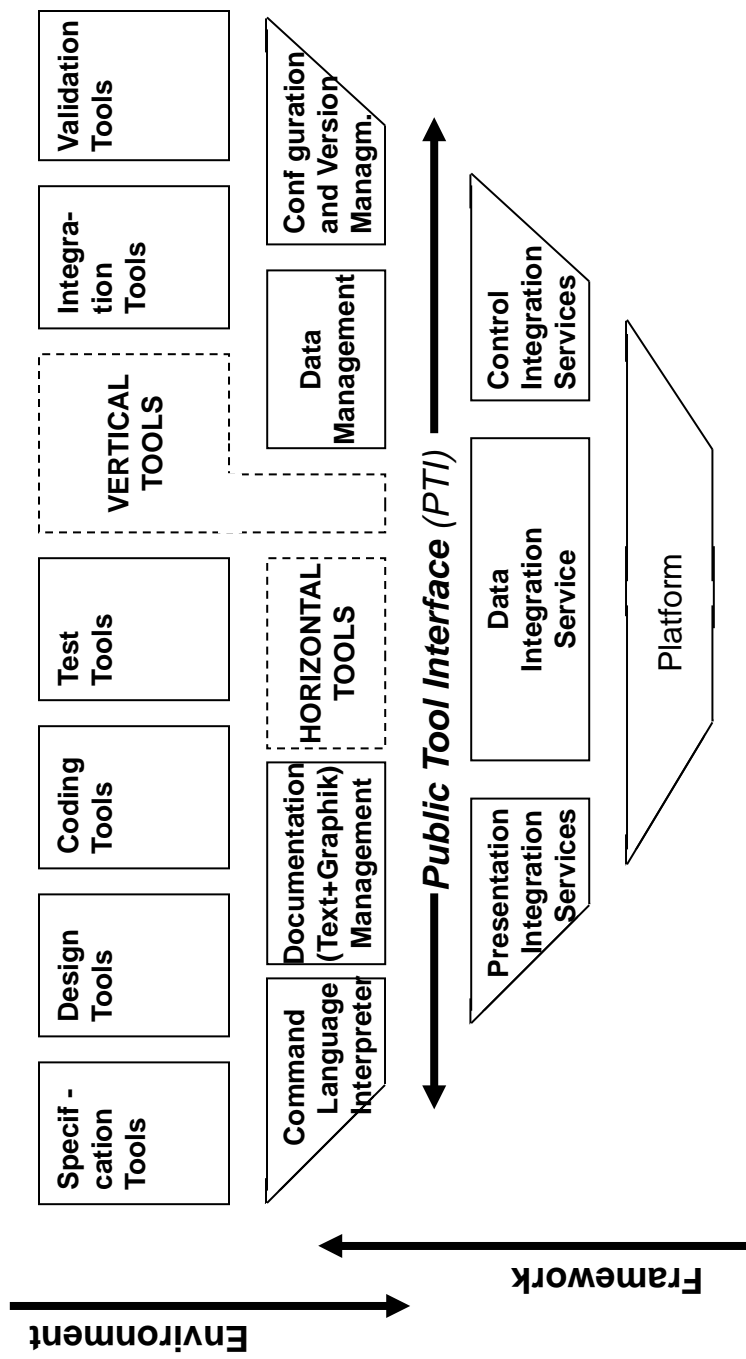 Environment
Framework
Specif -
cation
Tools
Design
Tools
Coding
Tools
Test
Tools
VERTICAL
TOOLS
Integra-
tion
Tools
Validation
Tools
Command
Language
Interpreter
Documentation
(Text+Graphik)
Management
HORIZONTAL
TOOLS
Data
Management
Conf guration
and Version
Managm.
Public Tool Interface (PTI)
Presentation
Integration
Services
Data
Integration
Service
Control
Integration
Services
Platform